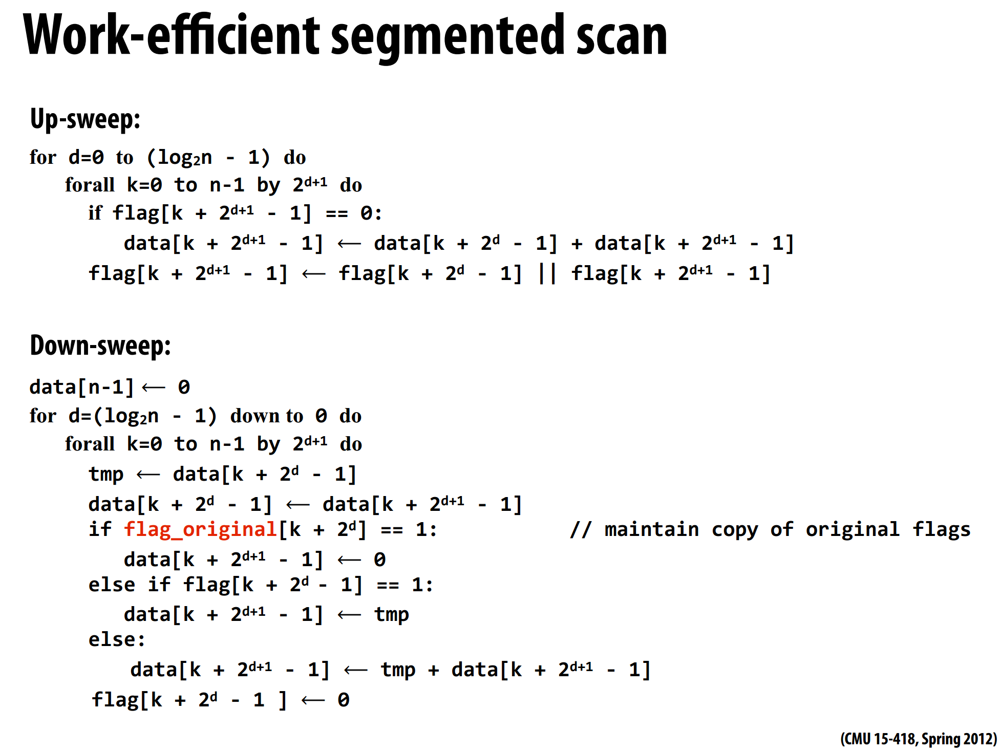 Work-efficient segmented scan
Up-sweep:
for d=0 to (log₂n - 1) do
forall k=0 to n-1 by 2ᵈ⁺¹ do
if flag[k + 2ᵈ⁺¹ - 1] == 0:
data[k + 2ᵈ⁺¹ - 1] ⟵ data[k + 2ᵈ - 1] + data[k + 2ᵈ⁺¹ - 1]
flag[k + 2ᵈ⁺¹ - 1] ⟵ flag[k + 2ᵈ - 1] || flag[k + 2ᵈ⁺¹ - 1]
Down-sweep:
data[n-1] ⟵ 0
for d=(log₂n - 1) down to 0 do
forall k=0 to n-1 by 2ᵈ⁺¹ do
tmp ⟵ data[k + 2ᵈ - 1]
data[k + 2ᵈ - 1] ⟵ data[k + 2ᵈ⁺¹ - 1]
if flag_original[k + 2ᵈ] == 1: // maintain copy of original flags
data[k + 2ᵈ⁺¹ - 1] ⟵ 0
else if flag[k + 2ᵈ - 1] == 1:
data[k + 2ᵈ⁺¹ - 1] ⟵ tmp
else:
data[k + 2ᵈ⁺¹ - 1] ⟵ tmp + data[k + 2ᵈ⁺¹ - 1]
flag[k + 2ᵈ - 1 ] ⟵ 0
(CMU 15-418, Spring 2012)